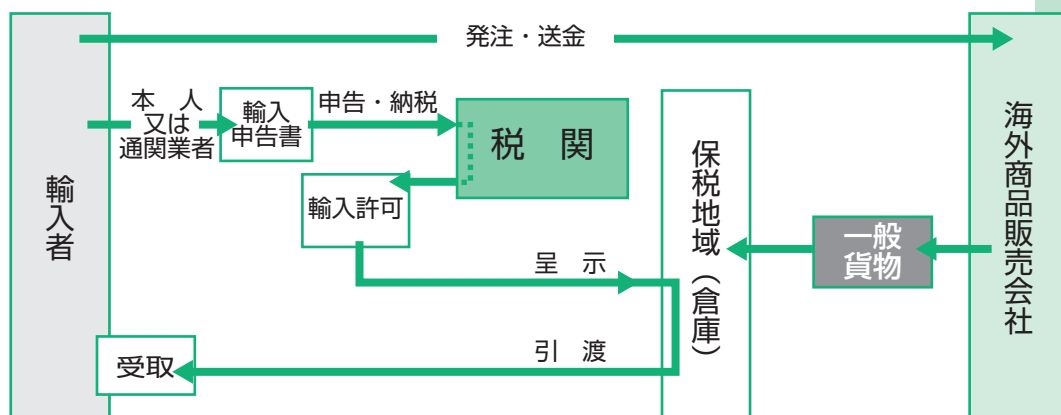 発注・送金
本　人
又は
通関業者
輸入
申告書
申告・納税
税　関
輸入許可
輸入者
呈　示
引　渡
受取
保税地域（倉庫）
一般
貨物
海外商品販売会社